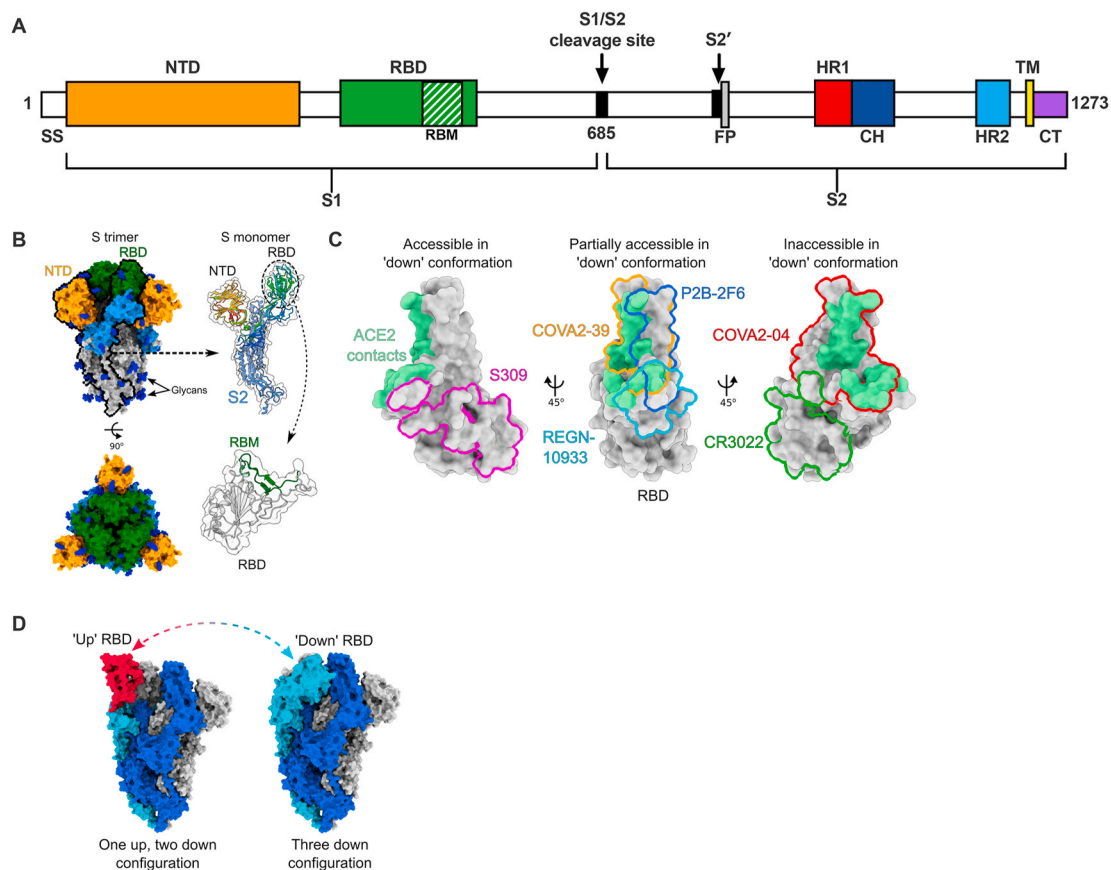 A
S1/S2
cleavage site
S2′
NTD
RBD
HR1
TM
1
1273
SS
RBM
685
FP
CH
HR2
CT
S1
S2
B
S trimer
S monomer
RBD
NTD
RBD
NTD
Glycans
S2
90°
RBM
RBD
C
Accessible in
'down' conformation
Partially accessible in
'down' conformation
Inaccessible in
'down' conformation
P2B-2F6
ACE2
contacts
COVA2-39
COVA2-04
S309
45°
45°
REGN-
10933
CR3022
RBD
D
'Up' RBD
'Down' RBD
One up, two down
configuration
Three down
configuration